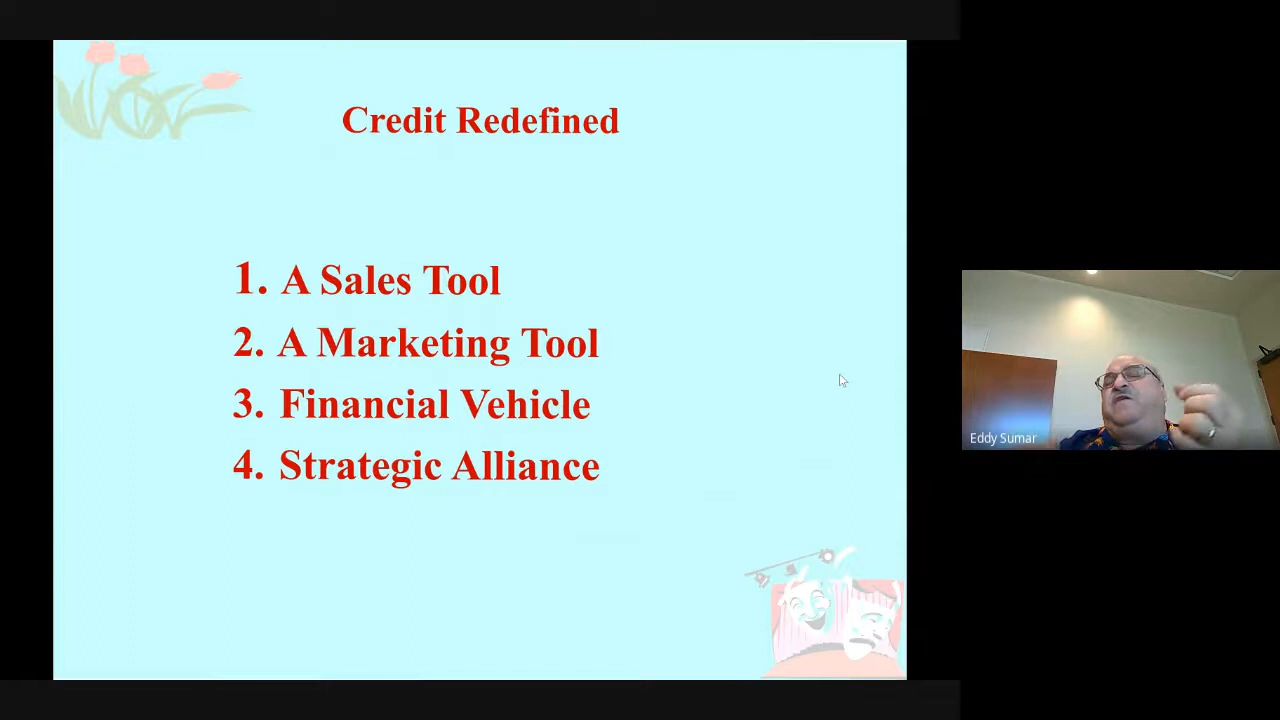 Credit Redefined
1. A Sales Tool
2. A Marketing Tool
3. Financial Vehicle
4. Strategic Alliance
Eddy Sumar